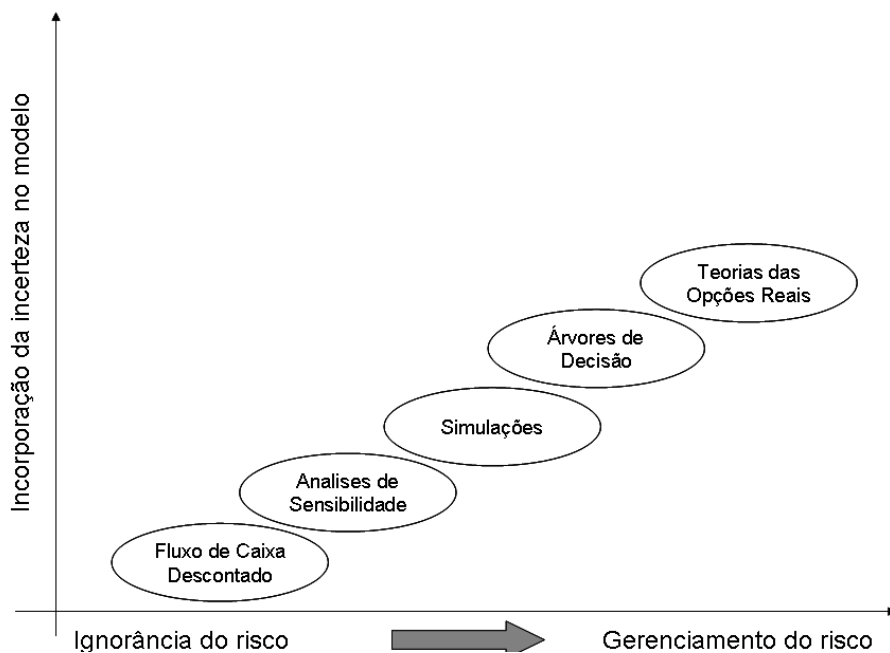 Incorporação da incerteza no modelo
Teorias das
Opções Reais
Árvores de
Decisão
Simulações
Analises de
Sensibilidade
Fluxo de Caixa
Descontado
Ignorância do risco
Gerenciamento do risco